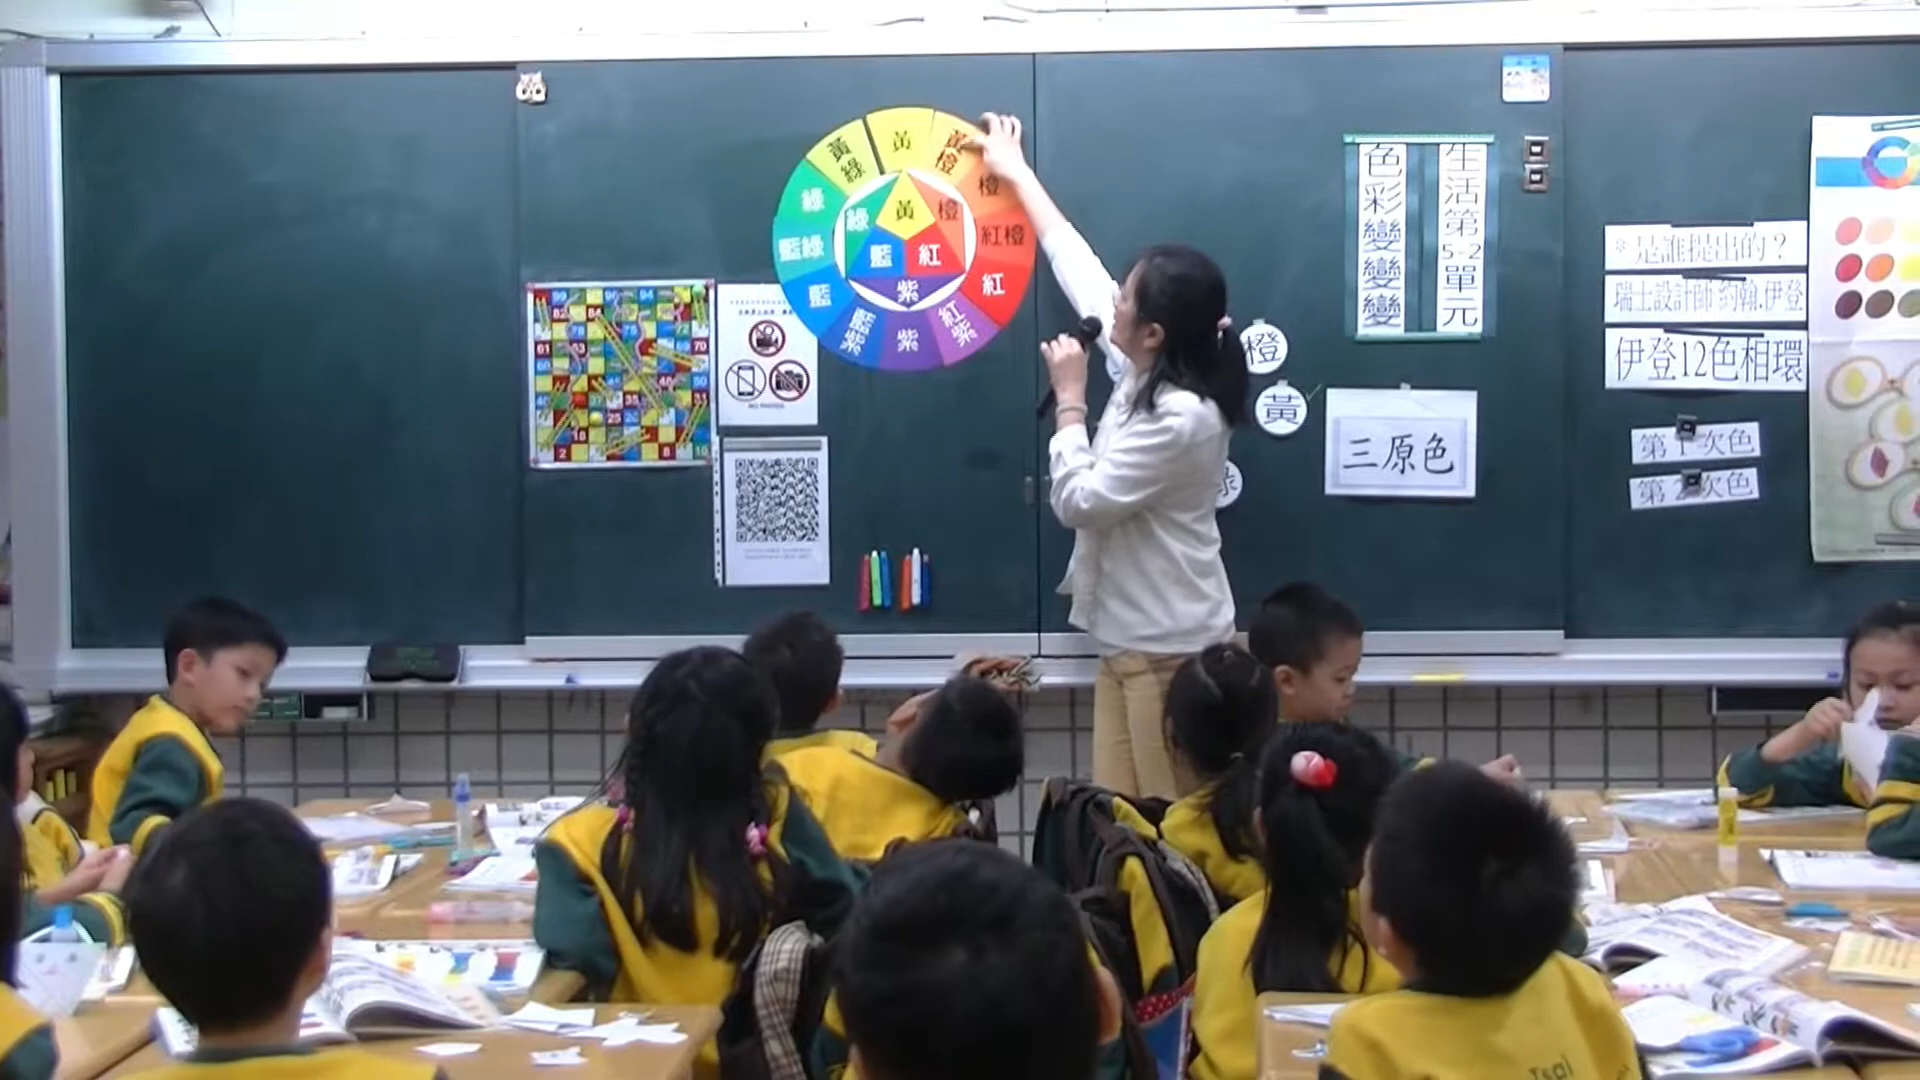 黃
黃橙
橙
紅橙
紅
紅紫
紫
藍紫
藍
藍綠
綠
黃綠
黃
橙
紅
紫
藍
綠
NO PHOTOS
橙
黃
三原色
生活第5-2單元
色彩變變變
*是誰提出的？
瑞士設計師 約翰.伊登
伊登12色相環
第1次色
第2次色